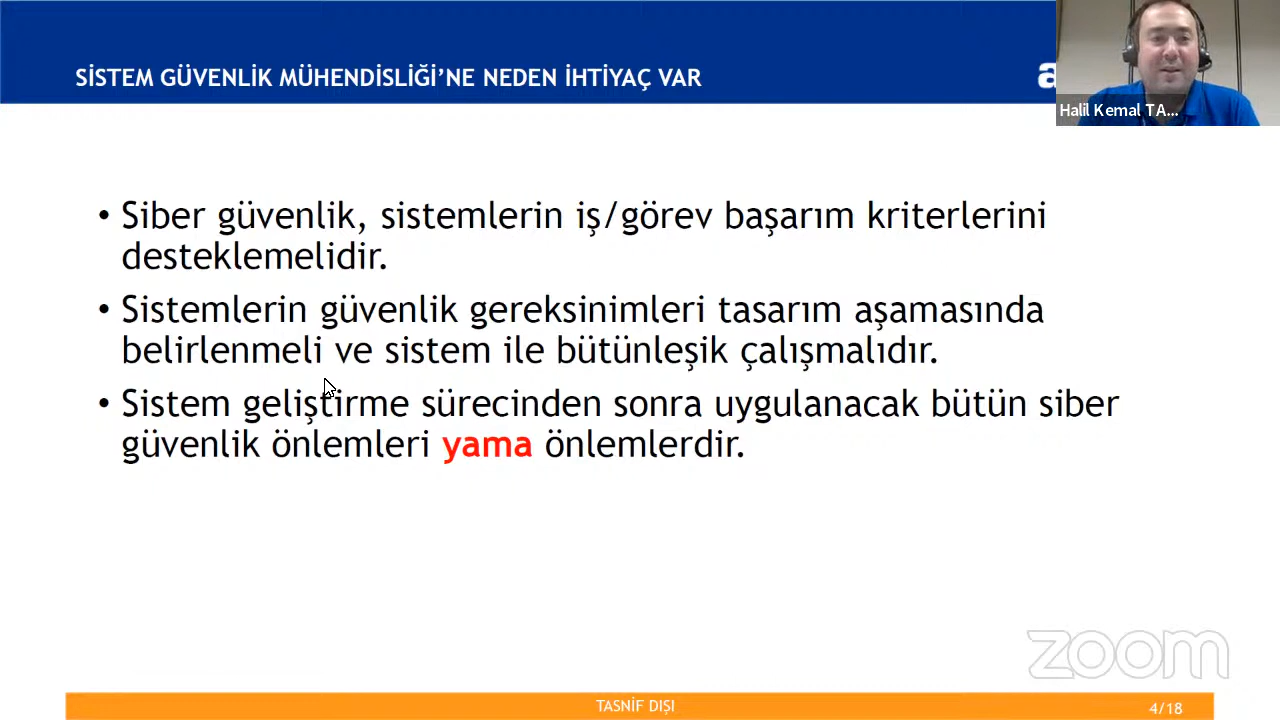 SİSTEM GÜVENLİK MÜHENDİSLİĞİ’NE NEDEN İHTİYAÇ VAR
Halil Kemal TA...
• Siber güvenlik, sistemlerin iş/görev başarım kriterlerini
desteklemelidir.
• Sistemlerin güvenlik gereksinimleri tasarım aşamasında
belirlenmeli ve sistem ile bütünleşik çalışmalıdır.
• Sistem geliştirme sürecinden sonra uygulanacak bütün siber
güvenlik önlemleri yama önlemlerdir.
zoom
TASNİF DIŞI
4/18